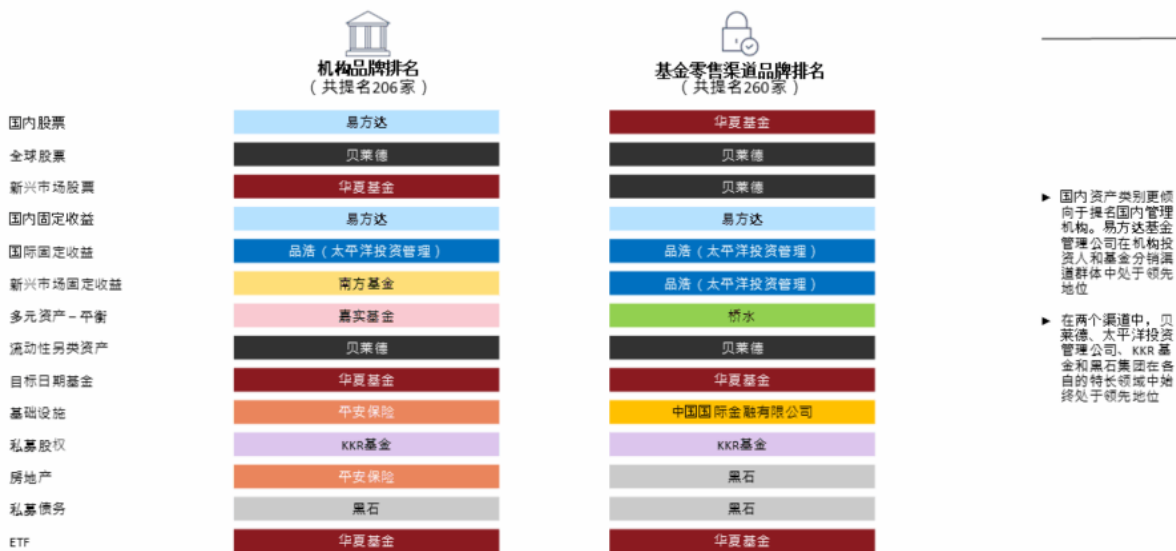 机构品牌排名
（共提名206家）
基金零售渠道品牌排名
（共提名260家）
国内股票 易方达 华夏基金
全球股票 贝莱德 贝莱德
新兴市场股票 华夏基金 贝莱德
国内固定收益 易方达 易方达
国际固定收益 品浩（太平洋投资管理） 品浩（太平洋投资管理）
新兴市场固定收益 南方基金 品浩（太平洋投资管理）
多元资产–平衡 嘉实基金 桥水
流动性另类资产 贝莱德 贝莱德
目标日期基金 华夏基金 华夏基金
基础设施 平安保险 中国国际金融有限公司
私募股权 KKR基金 KKR基金
房地产 平安保险 黑石
私募债务 黑石 黑石
ETF 华夏基金 华夏基金
► 国内资产类别更倾
向于提名国内管理
机构。易方达基金
管理公司在机构投
资人和基金分销渠
道群体中处于领先
地位
► 在两个渠道中，贝
莱德、太平洋投资
管理公司、KKR 基
金和黑石集团在各
自的特长领域中始
终处于领先地位